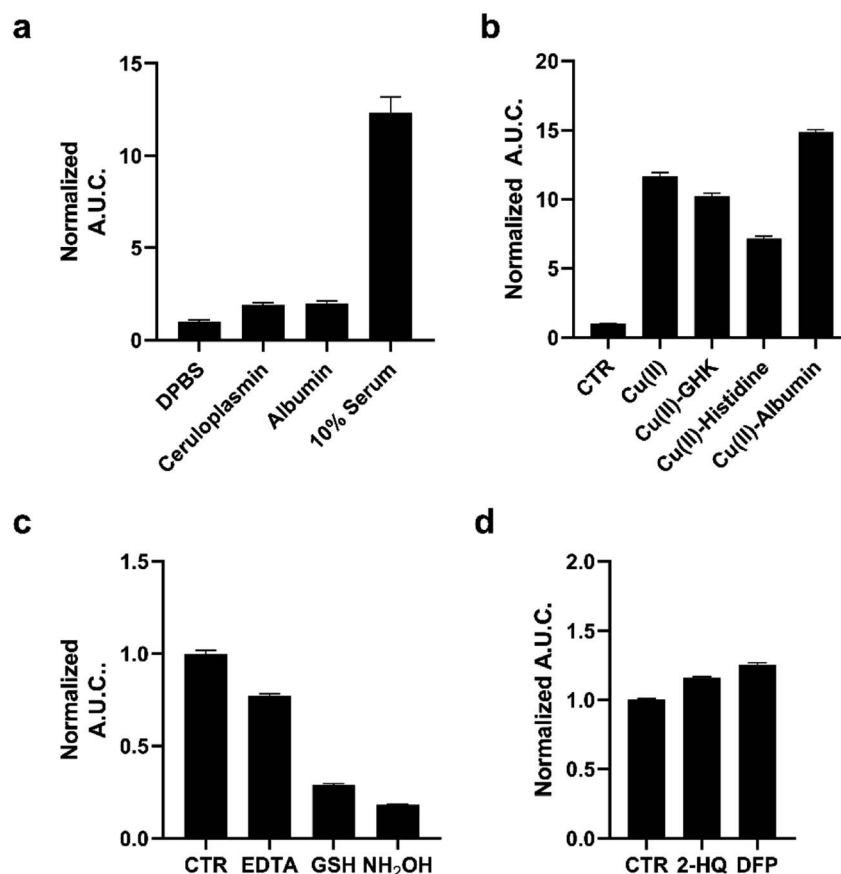 a
Normalized
A.U.C.
15
10
5
0
DPBS
Ceruloplasmin
Albumin
10% Serum
b
Normalized A.U.C.
20
15
10
5
0
CTR
Cu(II)
Cu(II)-GHK
Cu(II)-Histidine
Cu(II)-Albumin
c
Normalized
A.U.C..
1.5
1.0
0.5
0.0
CTR EDTA GSH NH₂OH
d
Normalized A.U.C.
2.0
1.5
1.0
0.5
0.0
CTR 2-HQ DFP